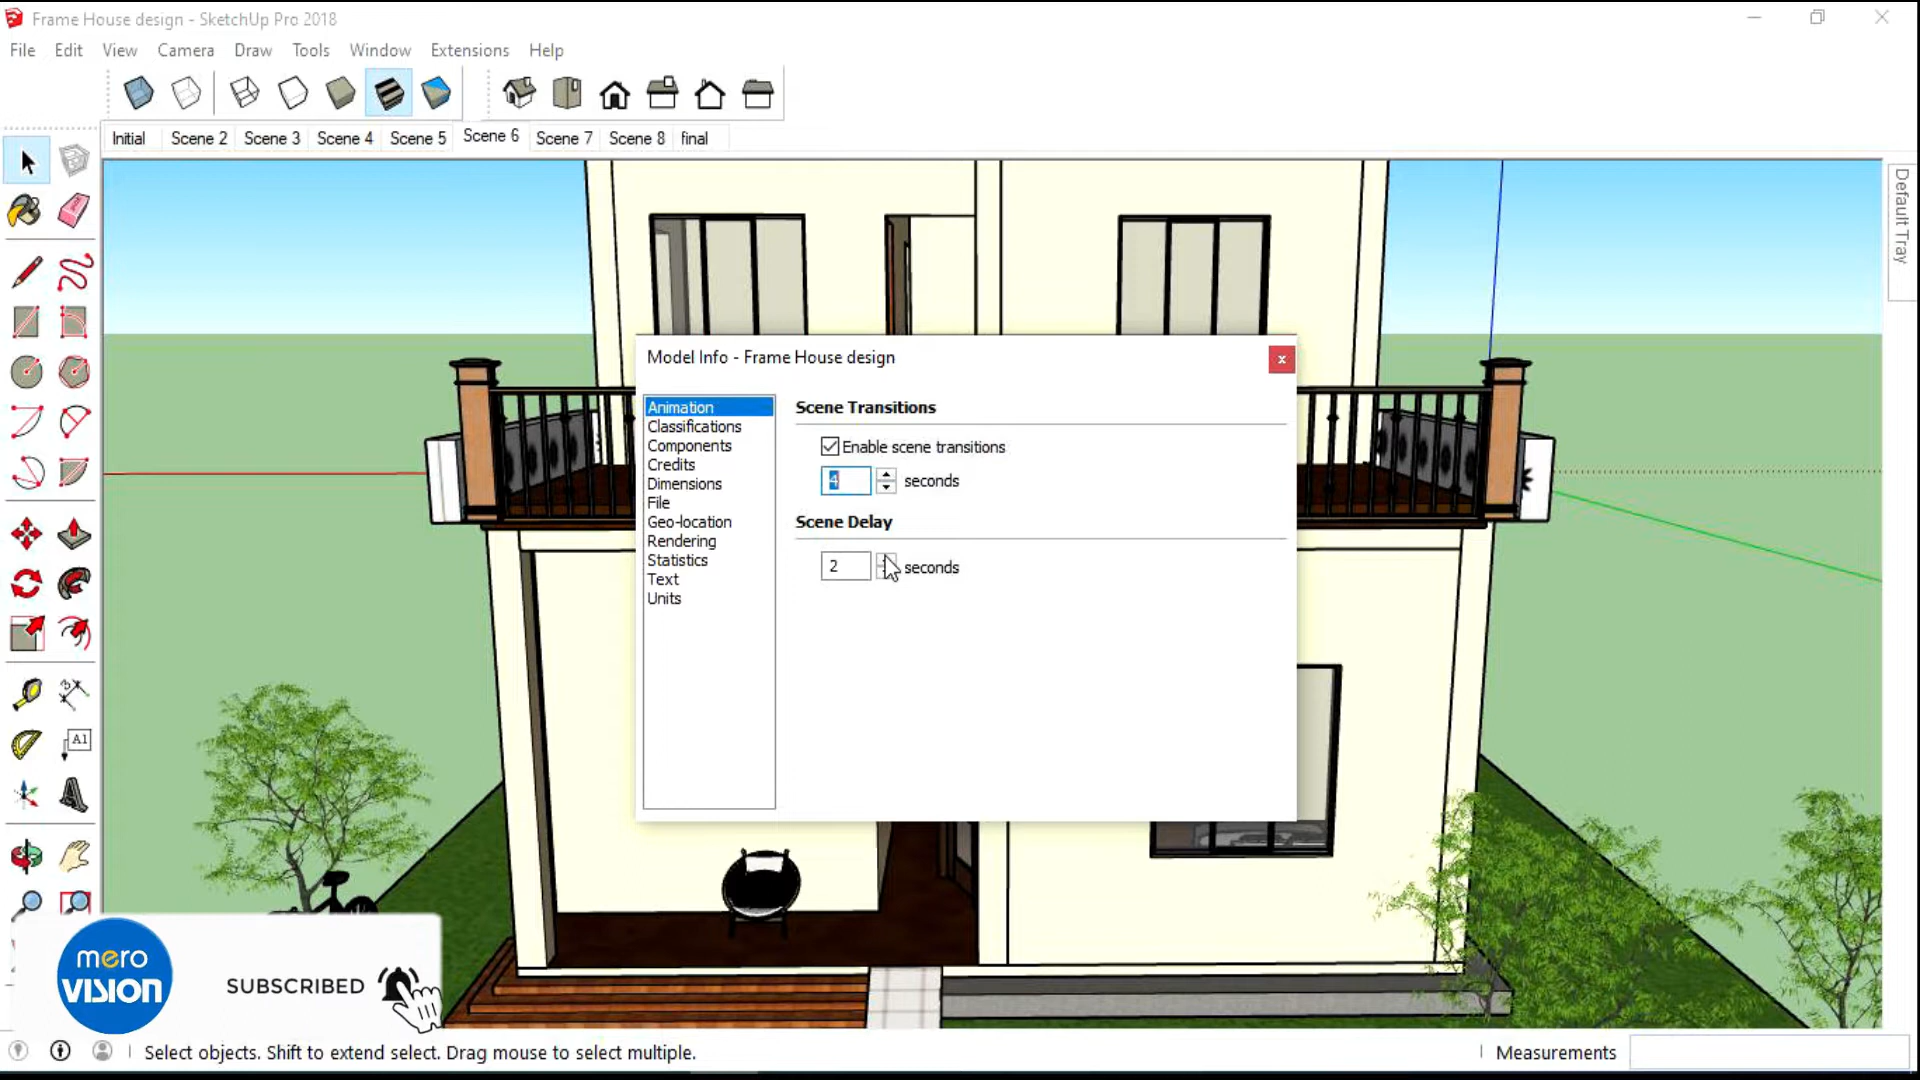 Frame House design - SketchUp Pro 2018
File Edit View Camera Draw Tools Window Extensions Help
Initial Scene 2 Scene 3 Scene 4 Scene 5 Scene 6 Scene 7 Scene 8 final
Default Tray
Model Info - Frame House design
x
Animation
Classifications
Components
Credits
Dimensions
File
Geo-location
Rendering
Statistics
Text
Units
Scene Transitions
Enable scene transitions
4 seconds
Scene Delay
2 seconds
A1
mero
VISION
SUBSCRIBED
Select objects. Shift to extend select. Drag mouse to select multiple.
Measurements